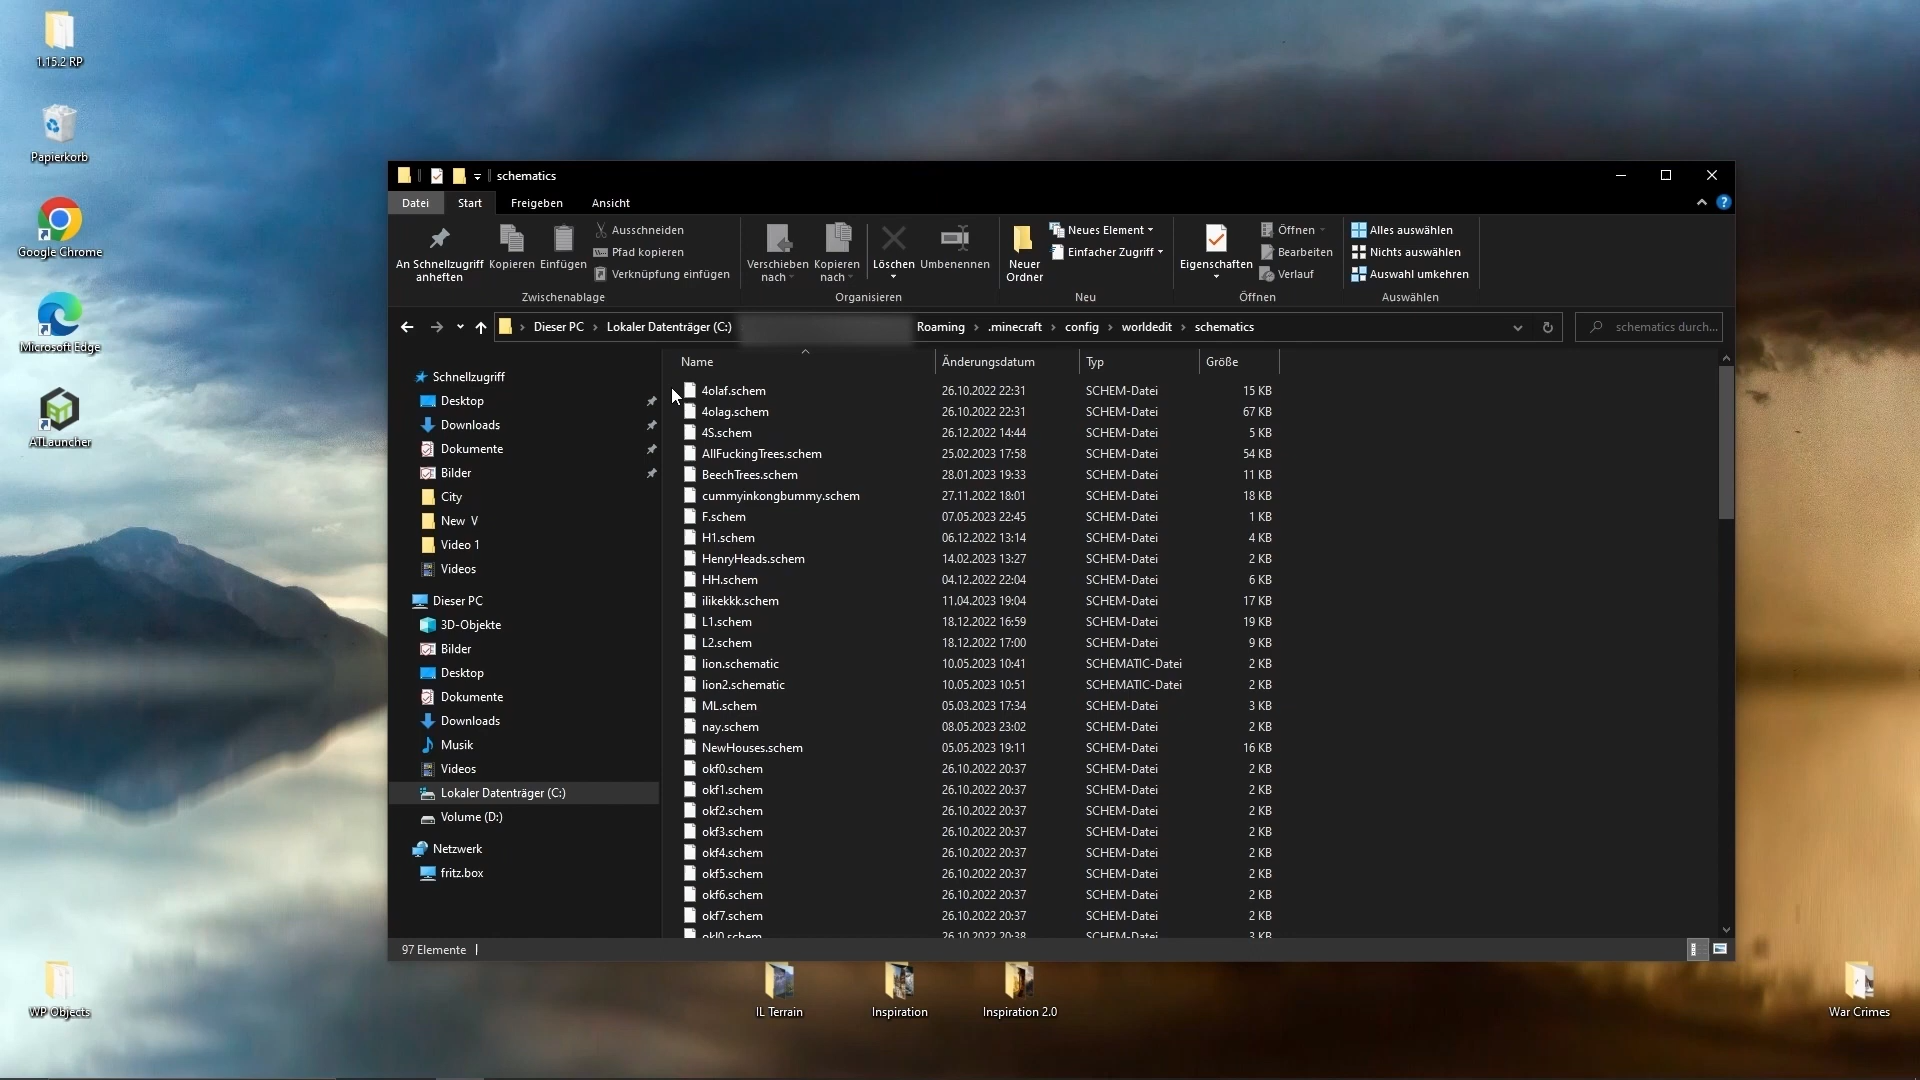 1.15.2 RP
Papierkorb
Google Chrome
Microsoft Edge
ATLauncher
WP Objects
schematics
Datei Start Freigeben Ansicht
An Schnellzugriff anheften
Kopieren
Einfügen
Ausschneiden
Pfad kopieren
Verknüpfung einfügen
Zwischenablage
Verschieben nach
Kopieren nach
Löschen
Umbenennen
Organisieren
Neuer Ordner
Neues Element
Einfacher Zugriff
Neu
Eigenschaften
Öffnen
Bearbeiten
Verlauf
Öffnen
Alles auswählen
Nichts auswählen
Auswahl umkehren
Auswählen
Dieser PC › Lokaler Datenträger (C:) Roaming › .minecraft › config › worldedit › schematics
schematics durch...
Schnellzugriff
Desktop
Downloads
Dokumente
Bilder
City
New V
Video 1
Videos
Dieser PC
3D-Objekte
Bilder
Desktop
Dokumente
Downloads
Musik
Videos
Lokaler Datenträger (C:)
Volume (D:)
Netzwerk
fritz.box
Name Änderungsdatum Typ Größe
4olaf.schem 26.10.2022 22:31 SCHEM-Datei 15 KB
4olag.schem 26.10.2022 22:31 SCHEM-Datei 67 KB
4S.schem 26.12.2022 14:44 SCHEM-Datei 5 KB
AllFuckingTrees.schem 25.02.2023 17:58 SCHEM-Datei 54 KB
BeechTrees.schem 28.01.2023 19:33 SCHEM-Datei 11 KB
cummyinkongbummy.schem 27.11.2022 18:01 SCHEM-Datei 18 KB
F.schem 07.05.2023 22:45 SCHEM-Datei 1 KB
H1.schem 06.12.2022 13:14 SCHEM-Datei 4 KB
HenryHeads.schem 14.02.2023 13:27 SCHEM-Datei 2 KB
HH.schem 04.12.2022 22:04 SCHEM-Datei 6 KB
ilikekkk.schem 11.04.2023 19:04 SCHEM-Datei 17 KB
L1.schem 18.12.2022 16:59 SCHEM-Datei 19 KB
L2.schem 18.12.2022 17:00 SCHEM-Datei 9 KB
lion.schematic 10.05.2023 10:41 SCHEMATIC-Datei 2 KB
lion2.schematic 10.05.2023 10:51 SCHEMATIC-Datei 2 KB
ML.schem 05.03.2023 17:34 SCHEM-Datei 3 KB
nay.schem 08.05.2023 23:02 SCHEM-Datei 2 KB
NewHouses.schem 05.05.2023 19:11 SCHEM-Datei 16 KB
okf0.schem 26.10.2022 20:37 SCHEM-Datei 2 KB
okf1.schem 26.10.2022 20:37 SCHEM-Datei 2 KB
okf2.schem 26.10.2022 20:37 SCHEM-Datei 2 KB
okf3.schem 26.10.2022 20:37 SCHEM-Datei 2 KB
okf4.schem 26.10.2022 20:37 SCHEM-Datei 2 KB
okf5.schem 26.10.2022 20:37 SCHEM-Datei 2 KB
okf6.schem 26.10.2022 20:37 SCHEM-Datei 2 KB
okf7.schem 26.10.2022 20:37 SCHEM-Datei 2 KB
okl0.schem 26.10.2022 20:38 SCHEM-Datei 3 KB
97 Elemente
IL Terrain
Inspiration
Inspiration 2.0
War Crimes